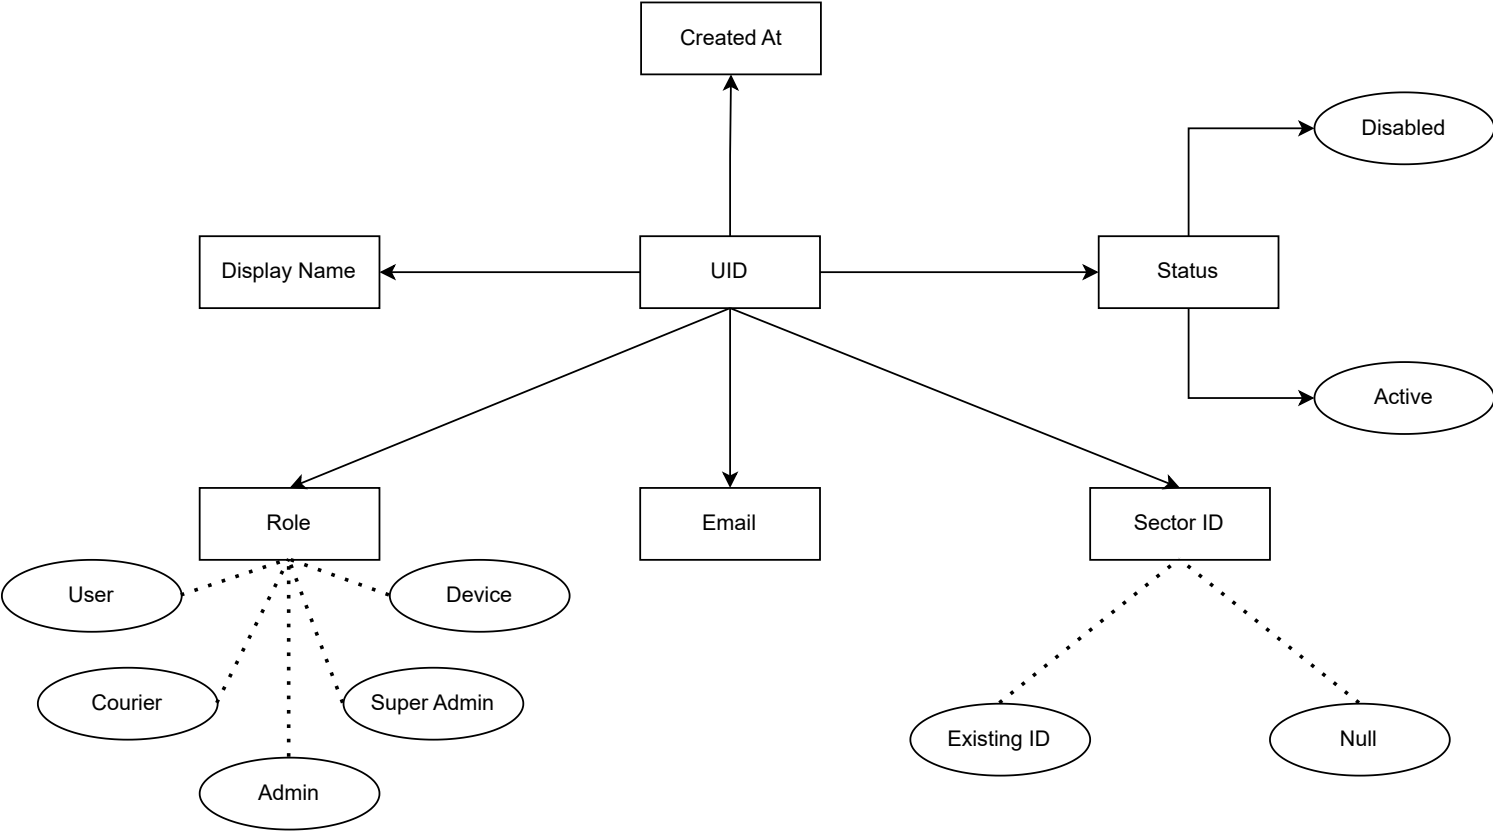 Created At
Disabled
Display Name
UID
Status
Active
Role
Email
Sector ID
User
Device
Courier
Super Admin
Existing ID
Null
Admin